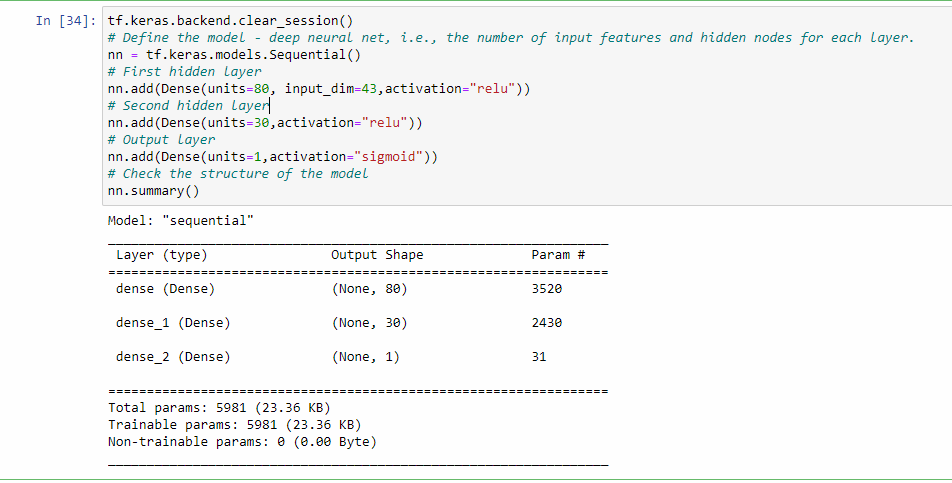 In [34]: tf.keras.backend.clear_session()
# Define the model - deep neural net, i.e., the number of input features and hidden nodes for each layer.
nn = tf.keras.models.Sequential()
# First hidden layer
nn.add(Dense(units=80, input_dim=43,activation="relu"))
# Second hidden layer
nn.add(Dense(units=30,activation="relu"))
# Output layer
nn.add(Dense(units=1,activation="sigmoid"))
# Check the structure of the model
nn.summary()
Model: "sequential"
Layer (type) Output Shape Param #
dense (Dense) (None, 80) 3520
dense_1 (Dense) (None, 30) 2430
dense_2 (Dense) (None, 1) 31
Total params: 5981 (23.36 KB)
Trainable params: 5981 (23.36 KB)
Non-trainable params: 0 (0.00 Byte)